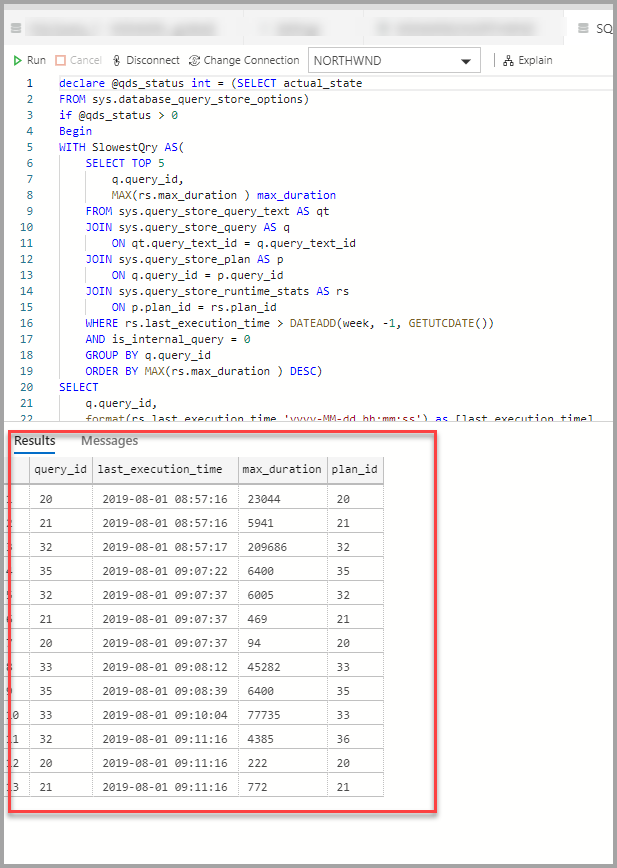 SQ
Run Cancel Disconnect Change Connection NORTHWND Explain
1 declare @qds_status int = (SELECT actual_state
2 FROM sys.database_query_store_options)
3 if @qds_status > 0
4 Begin
5 WITH SlowestQry AS(
6 SELECT TOP 5
7 q.query_id,
8 MAX(rs.max_duration ) max_duration
9 FROM sys.query_store_query_text AS qt
10 JOIN sys.query_store_query AS q
11 ON qt.query_text_id = q.query_text_id
12 JOIN sys.query_store_plan AS p
13 ON q.query_id = p.query_id
14 JOIN sys.query_store_runtime_stats AS rs
15 ON p.plan_id = rs.plan_id
16 WHERE rs.last_execution_time > DATEADD(week, -1, GETUTCDATE())
17 AND is_internal_query = 0
18 GROUP BY q.query_id
19 ORDER BY MAX(rs.max_duration ) DESC)
20 SELECT
21 q.query_id,
22 format(rs.last_execution_time,'yyyy-MM-dd hh:mm:ss') as [last_execution_time],
Results Messages
query_id last_execution_time max_duration plan_id
1 20 2019-08-01 08:57:16 23044 20
2 21 2019-08-01 08:57:16 5941 21
3 32 2019-08-01 08:57:17 209686 32
4 35 2019-08-01 09:07:22 6400 35
5 32 2019-08-01 09:07:37 6005 32
6 21 2019-08-01 09:07:37 469 21
7 20 2019-08-01 09:07:37 94 20
8 33 2019-08-01 09:08:12 45282 33
9 35 2019-08-01 09:08:39 6400 35
10 33 2019-08-01 09:10:04 77735 33
11 32 2019-08-01 09:11:16 4385 36
12 20 2019-08-01 09:11:16 222 20
13 21 2019-08-01 09:11:16 772 21